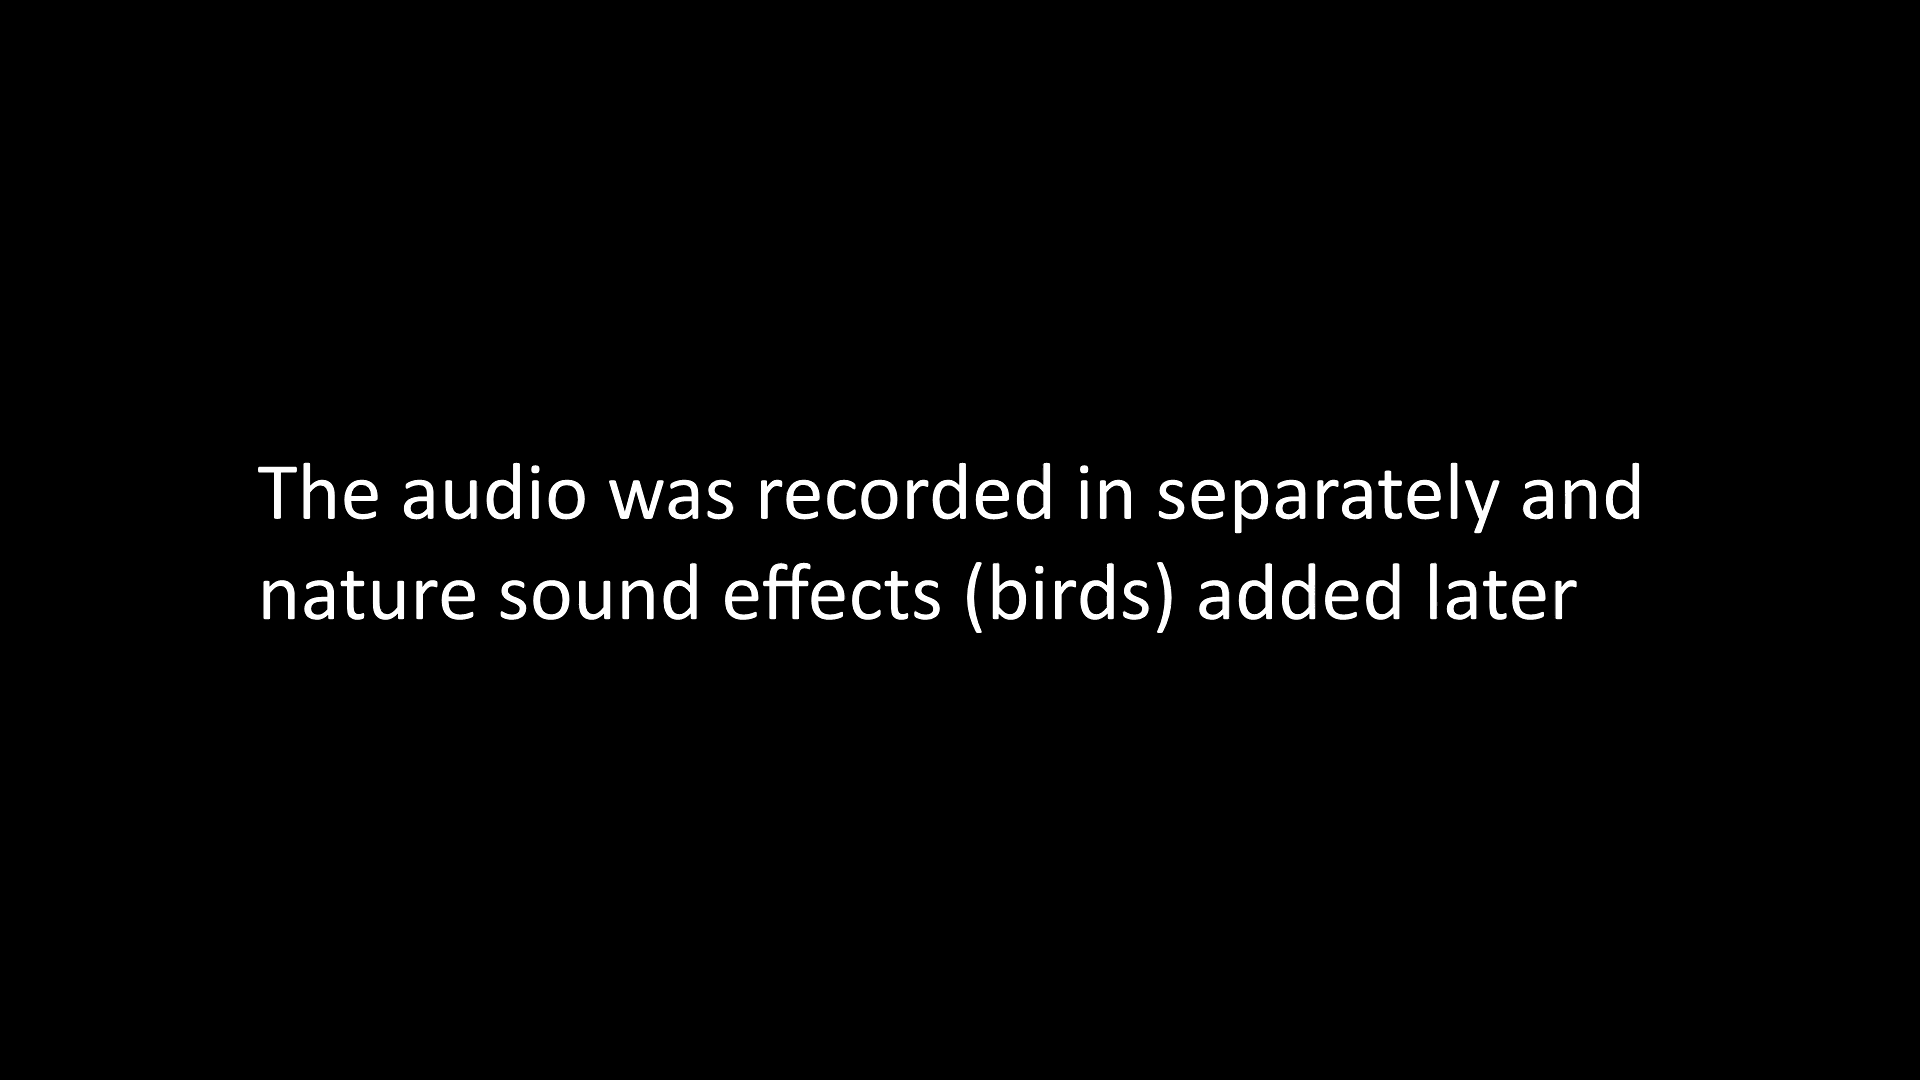 The audio was recorded in separately and
nature sound effects (birds) added later